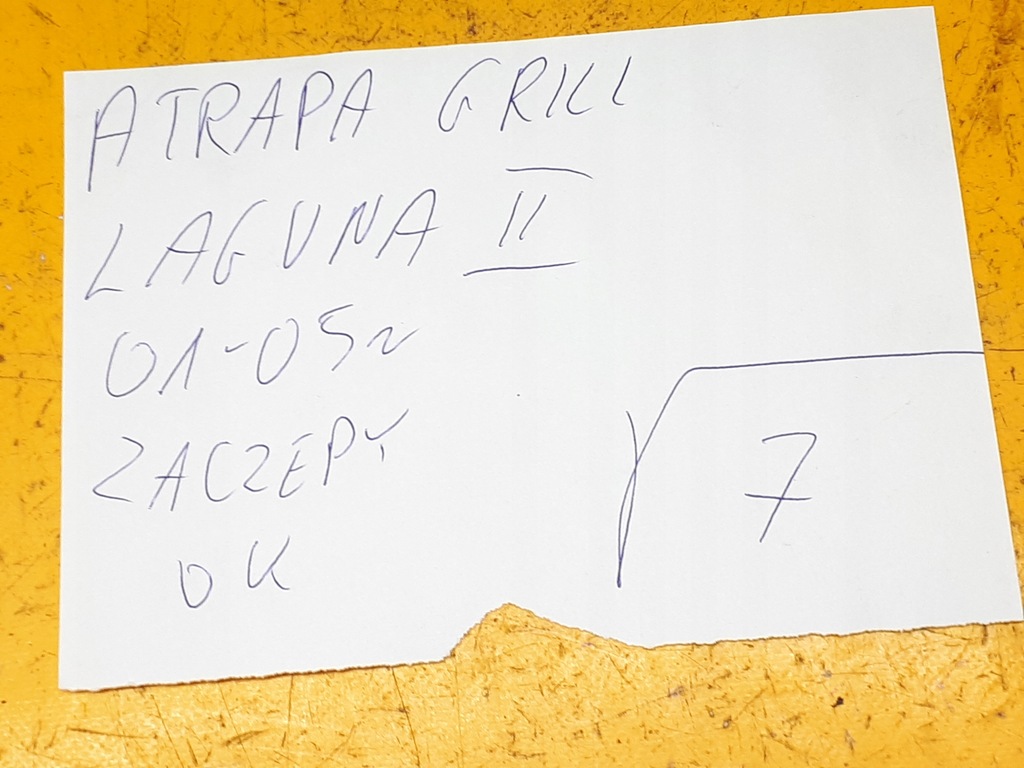 ATRAPA GRILL
LAGUNA II
01-05r
ZACZEPY
OK
7